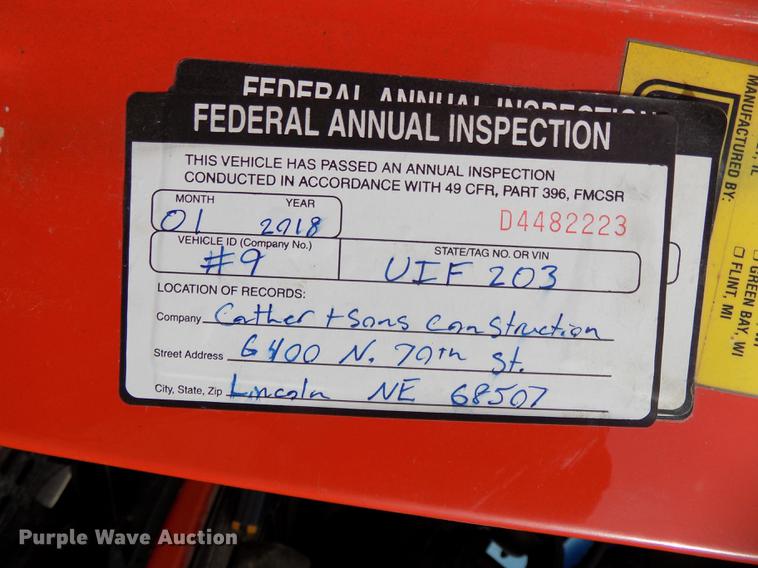 FEDERAL ANNUAL INSPECTION
FEDERAL ANNUAL INSPECTION
THIS VEHICLE HAS PASSED AN ANNUAL INSPECTION
CONDUCTED IN ACCORDANCE WITH 49 CFR, PART 396, FMCSR
MONTH YEAR
01 2018
D4482223
VEHICLE ID (Company No.) STATE/TAG NO. OR VIN
#9 UIF 203
LOCATION OF RECORDS:
Company Cather + Sons Construction
Street Address 6400 N. 70th St.
City, State, Zip Lincoln NE 68507
MANUFACTURED BY:
GREEN BAY, WI
FLINT, MI
Purple Wave Auction